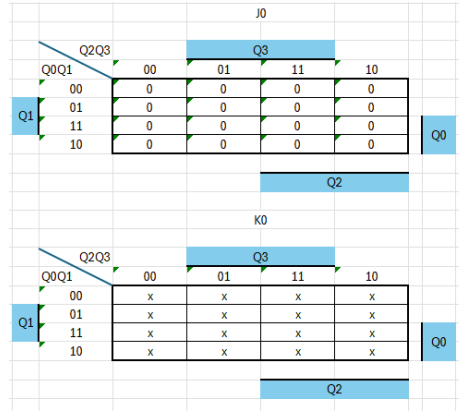 J0
Q2Q3 Q3
Q0Q1 00 01 11 10
00 0 0 0 0
Q1 01 0 0 0 0
11 0 0 0 0 Q0
10 0 0 0 0
Q2
K0
Q2Q3 Q3
Q0Q1 00 01 11 10
00 x x x x
Q1 01 x x x x
11 x x x x Q0
10 x x x x
Q2